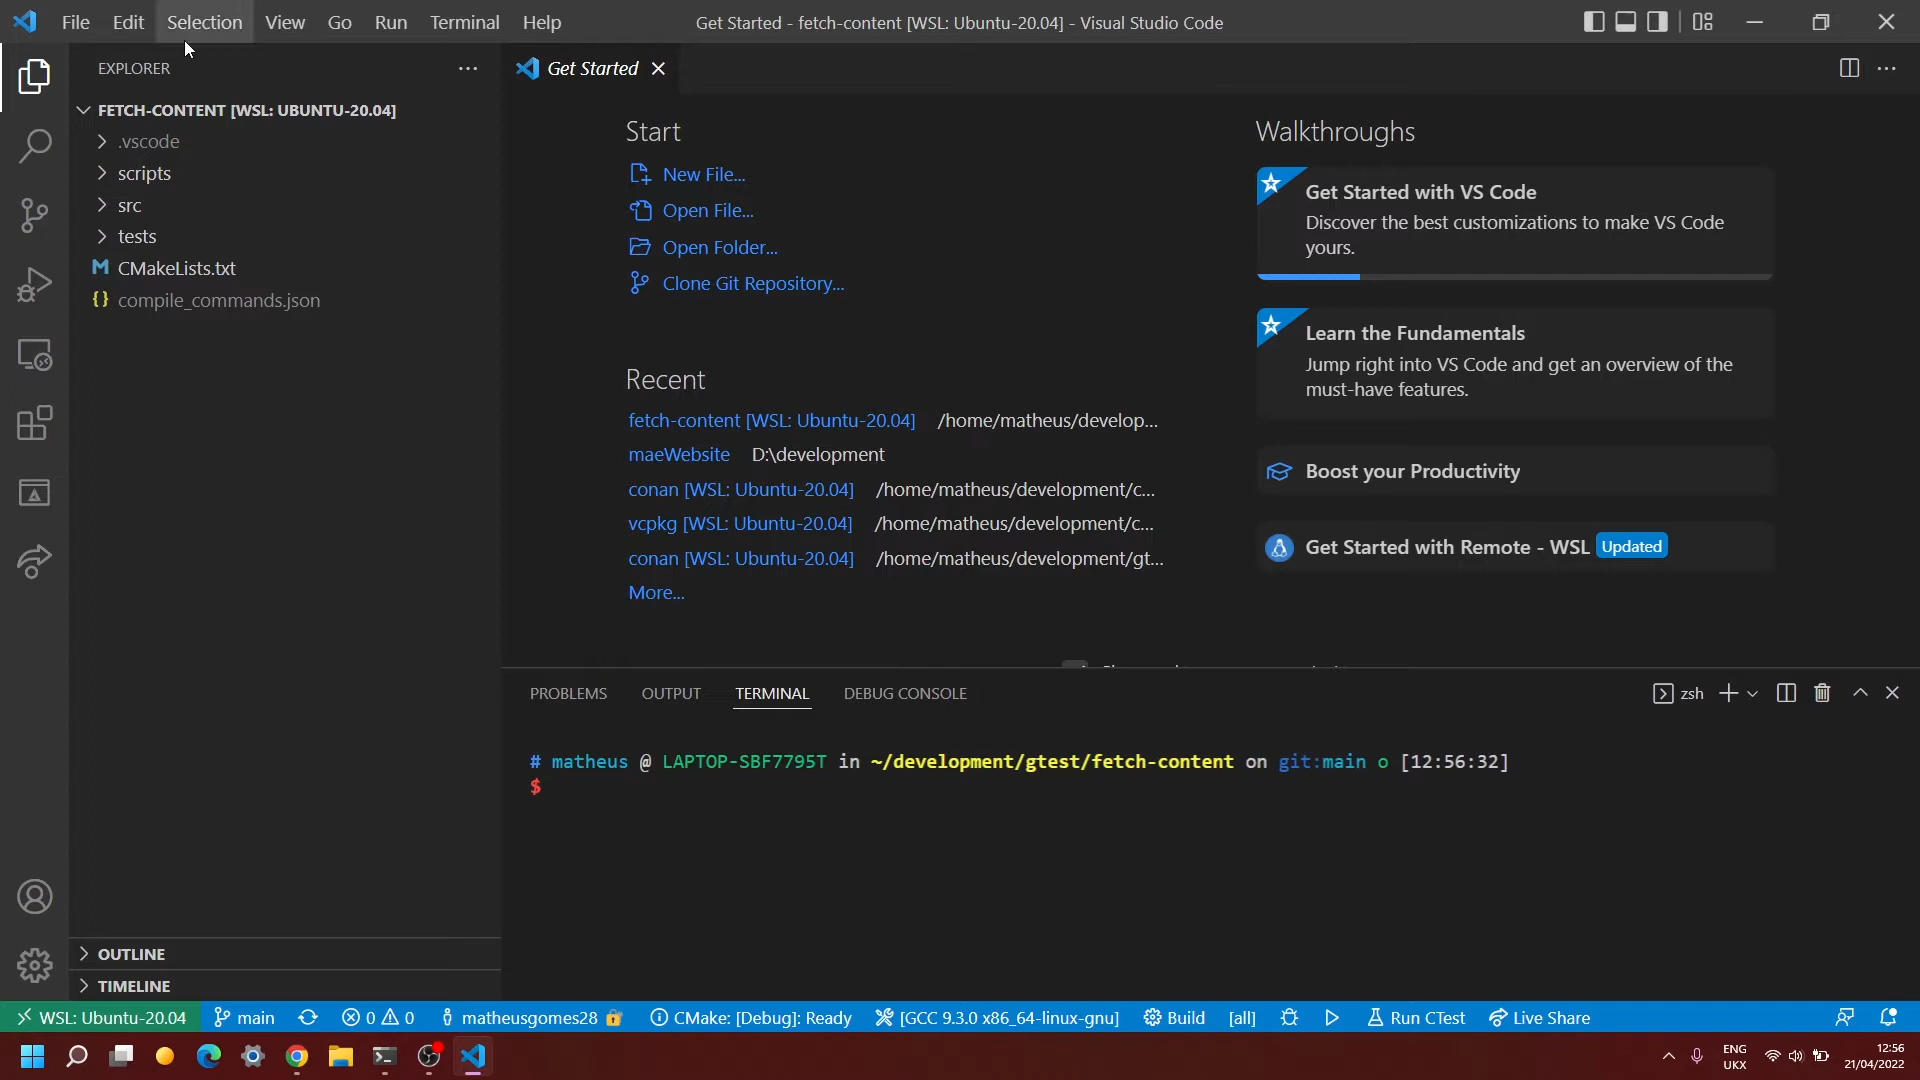 File Edit Selection View Go Run Terminal Help
Get Started - fetch-content [WSL: Ubuntu-20.04] - Visual Studio Code
EXPLORER
FETCH-CONTENT [WSL: UBUNTU-20.04]
.vscode
scripts
src
tests
CMakeLists.txt
compile_commands.json
OUTLINE
TIMELINE
Get Started
Start
New File...
Open File...
Open Folder...
Clone Git Repository...
Recent
fetch-content [WSL: Ubuntu-20.04] /home/matheus/develop...
maeWebsite D:\development
conan [WSL: Ubuntu-20.04] /home/matheus/development/c...
vcpkg [WSL: Ubuntu-20.04] /home/matheus/development/c...
conan [WSL: Ubuntu-20.04] /home/matheus/development/gt...
More...
Walkthroughs
Get Started with VS Code
Discover the best customizations to make VS Code
yours.
Learn the Fundamentals
Jump right into VS Code and get an overview of the
must-have features.
Boost your Productivity
Get Started with Remote - WSL Updated
PROBLEMS OUTPUT TERMINAL DEBUG CONSOLE
zsh
# matheus @ LAPTOP-SBF7795T in ~/development/gtest/fetch-content on git:main o [12:56:32]
$
WSL: Ubuntu-20.04 main 0 0 matheusgomes28 CMake: [Debug]: Ready [GCC 9.3.0 x86_64-linux-gnu] Build [all] Run CTest Live Share
ENG
UKX
12:56
21/04/2022